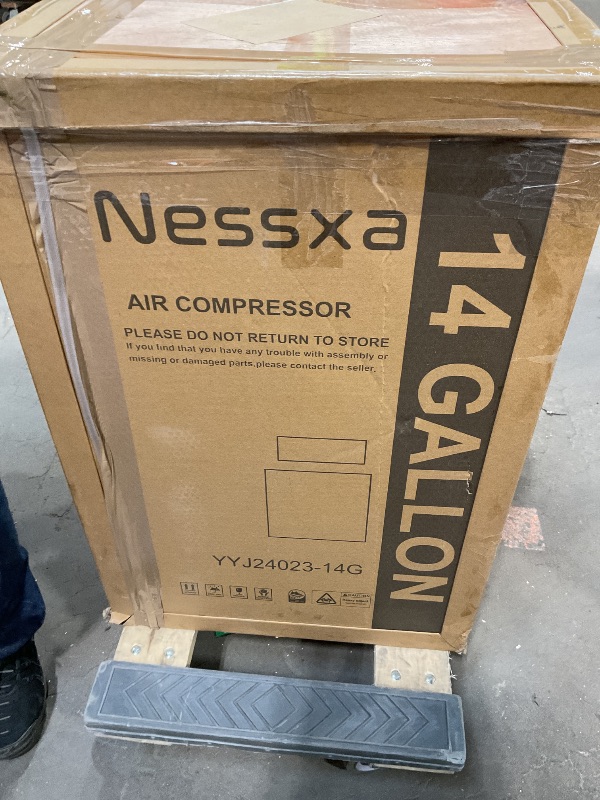 Nessxa
AIR COMPRESSOR
PLEASE DO NOT RETURN TO STORE
If you find that you have any trouble with assembly or
missing or damaged parts,please contact the seller.
YYJ24023-14G
14 GALLON